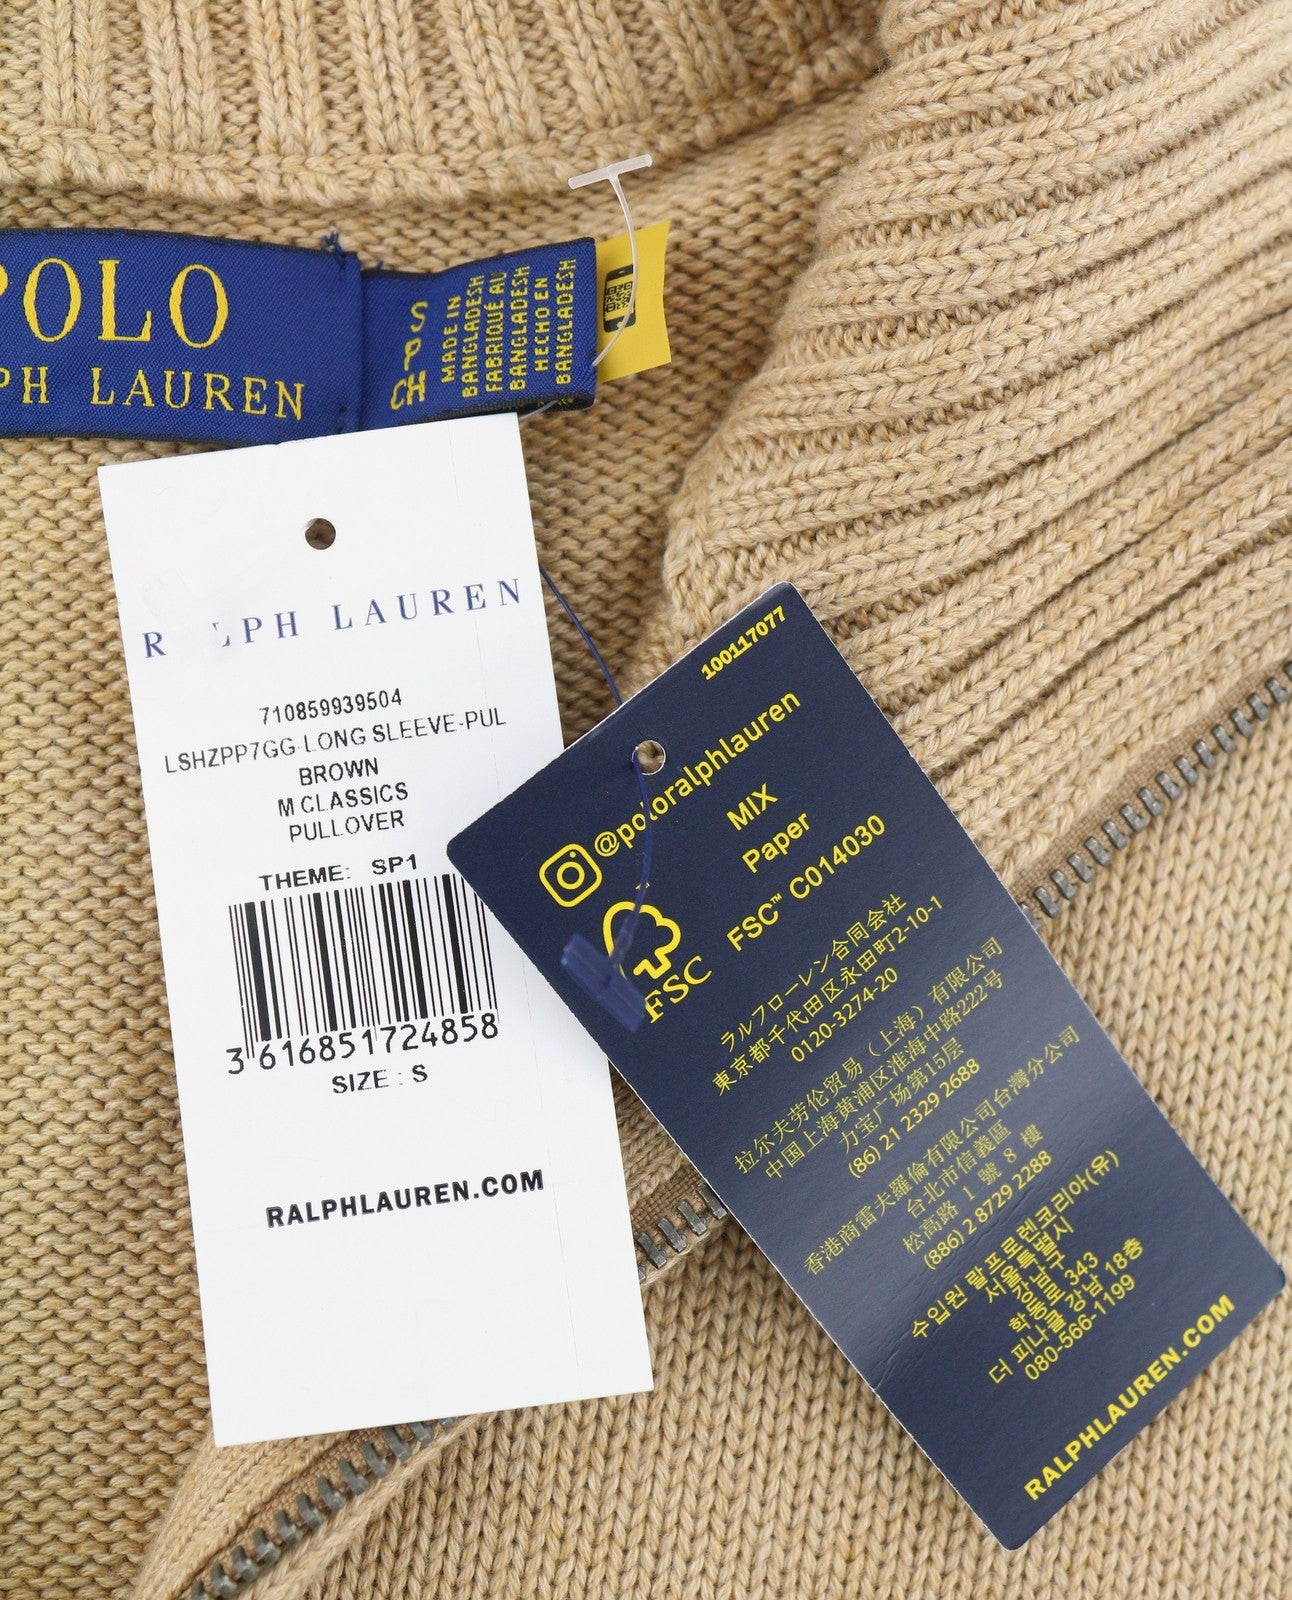 POLO
PH LAUREN
S P CH
MADE IN
BANGLADESH
FABRIQUÉ AU
BANGLADESH
HECHO EN
BANGLADESH
RALPH LAUREN
710859939504
LSHZPP7GG-LONG SLEEVE-PUL
BROWN
M CLASSICS
PULLOVER
THEME: SP1
3 616851 724858
SIZE : S
RALPHLAUREN.COM
100117077
@poloralphlauren
MIX
Paper
FSC™ C014030
FSC
ラルフローレン合同会社
東京都千代田区永田町2-10-1
0120-3274-20
拉尔夫劳伦贸易（上海）有限公司
中国上海黄浦区淮海中路222号
力宝广场第15层
(86) 21 2329 2688
香港商雷夫羅倫有限公司台灣分公司
台北市信義區
松高路 1 號 8 樓
(886) 2 8729 2288
수입원 랄프로렌코리아(유)
서울특별시
강남구
학동로 343
더 피나클 강남 18층
080-566-1199
RALPHLAUREN.COM